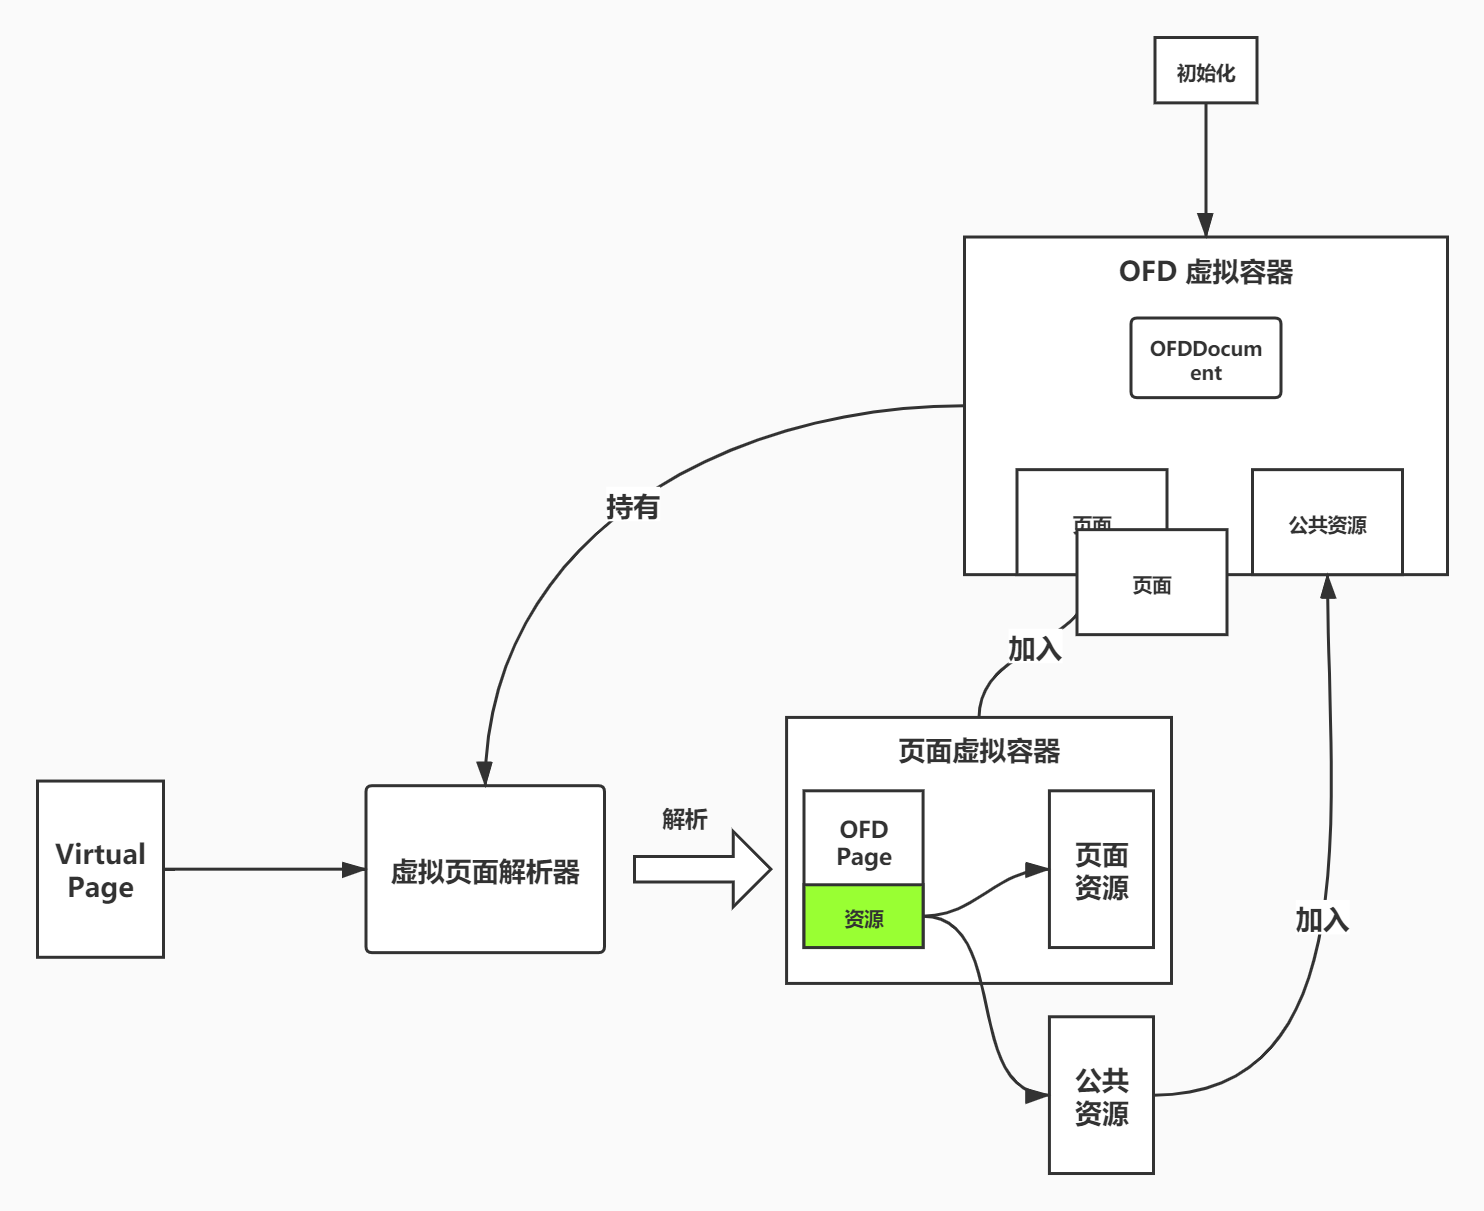 初始化
OFD 虚拟容器
OFDDocum
ent
页面
公共资源
页面
持有
加入
页面虚拟容器
解析
Virtual
Page
虚拟页面解析器
OFD
Page
资源
页面
资源
加入
公共
资源